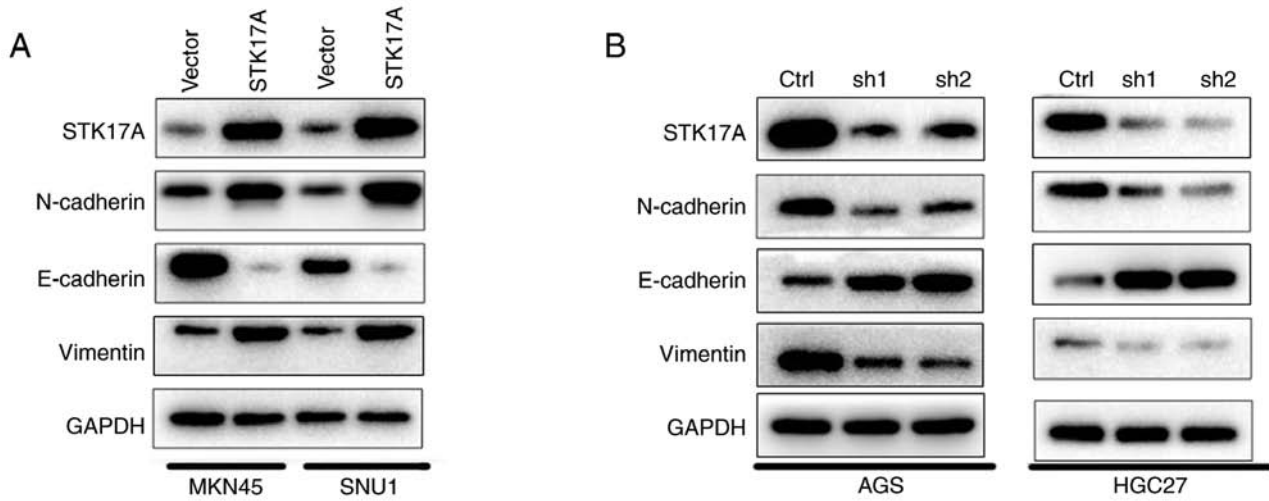 A
Vector
STK17A
Vector
STK17A
STK17A
N-cadherin
E-cadherin
Vimentin
GAPDH
MKN45
SNU1
B
Ctrl
sh1
sh2
Ctrl
sh1
sh2
STK17A
N-cadherin
E-cadherin
Vimentin
GAPDH
AGS
HGC27